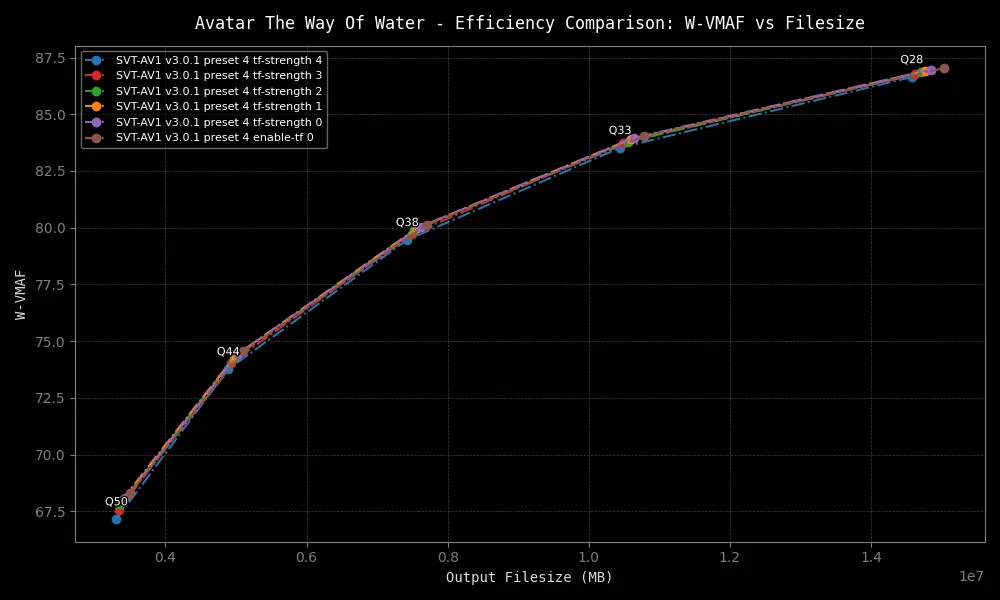 Avatar The Way Of Water - Efficiency Comparison: W-VMAF vs Filesize
SVT-AV1 v3.0.1 preset 4 tf-strength 4
SVT-AV1 v3.0.1 preset 4 tf-strength 3
SVT-AV1 v3.0.1 preset 4 tf-strength 2
SVT-AV1 v3.0.1 preset 4 tf-strength 1
SVT-AV1 v3.0.1 preset 4 tf-strength 0
SVT-AV1 v3.0.1 preset 4 enable-tf 0
Q28
Q33
Q38
Q44
Q50
87.5
85.0
82.5
80.0
77.5
75.0
72.5
70.0
67.5
W-VMAF
0.4 0.6 0.8 1.0 1.2 1.4
1e7
Output Filesize (MB)